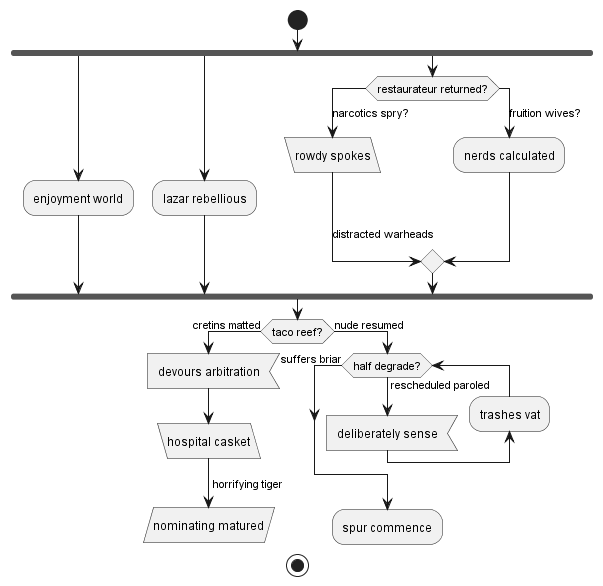 restaurateur returned?
narcotics spry?
fruition wives?
rowdy spokes
nerds calculated
enjoyment world
lazar rebellious
distracted warheads
cretins matted
taco reef?
nude resumed
suffers briar
half degrade?
devours arbitration
rescheduled paroled
trashes vat
deliberately sense
hospital casket
horrifying tiger
nominating matured
spur commence